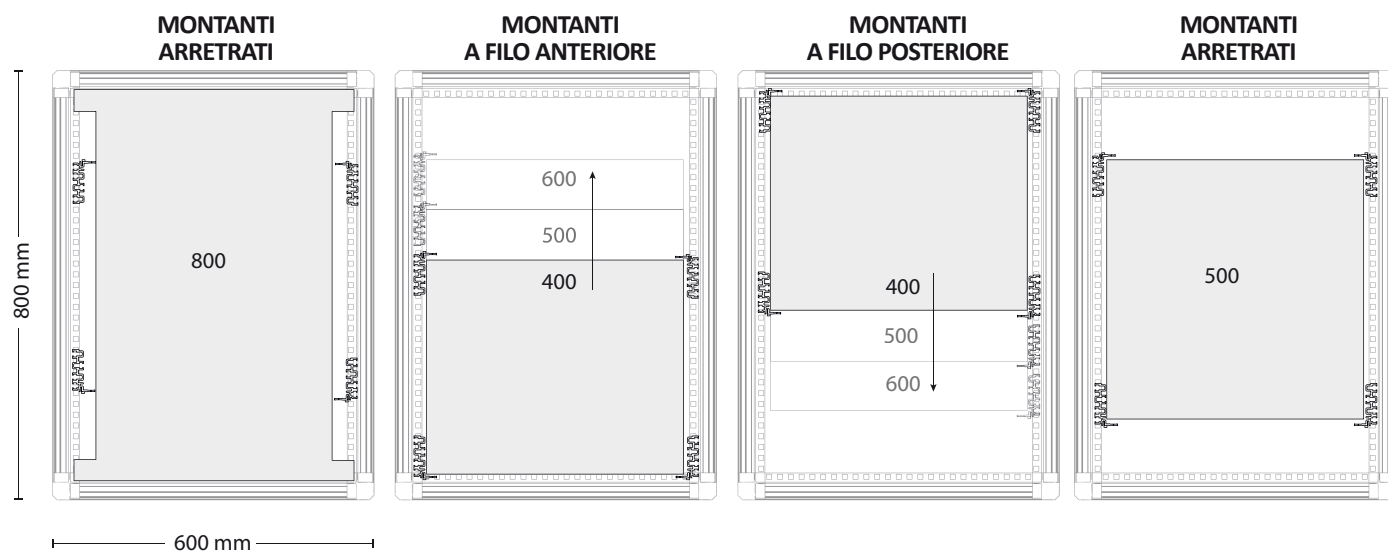 MONTANTI
ARRETRATI
MONTANTI
A FILO ANTERIORE
MONTANTI
A FILO POSTERIORE
MONTANTI
ARRETRATI
800 mm
800
600
500
400
400
500
600
500
600 mm